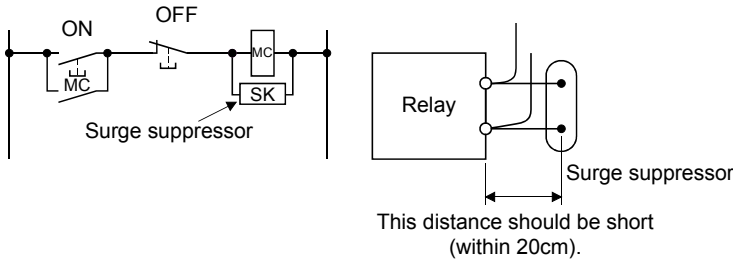 ON
OFF
MC
MC
SK
Surge suppressor
Relay
Surge suppressor
This distance should be short
(within 20cm).